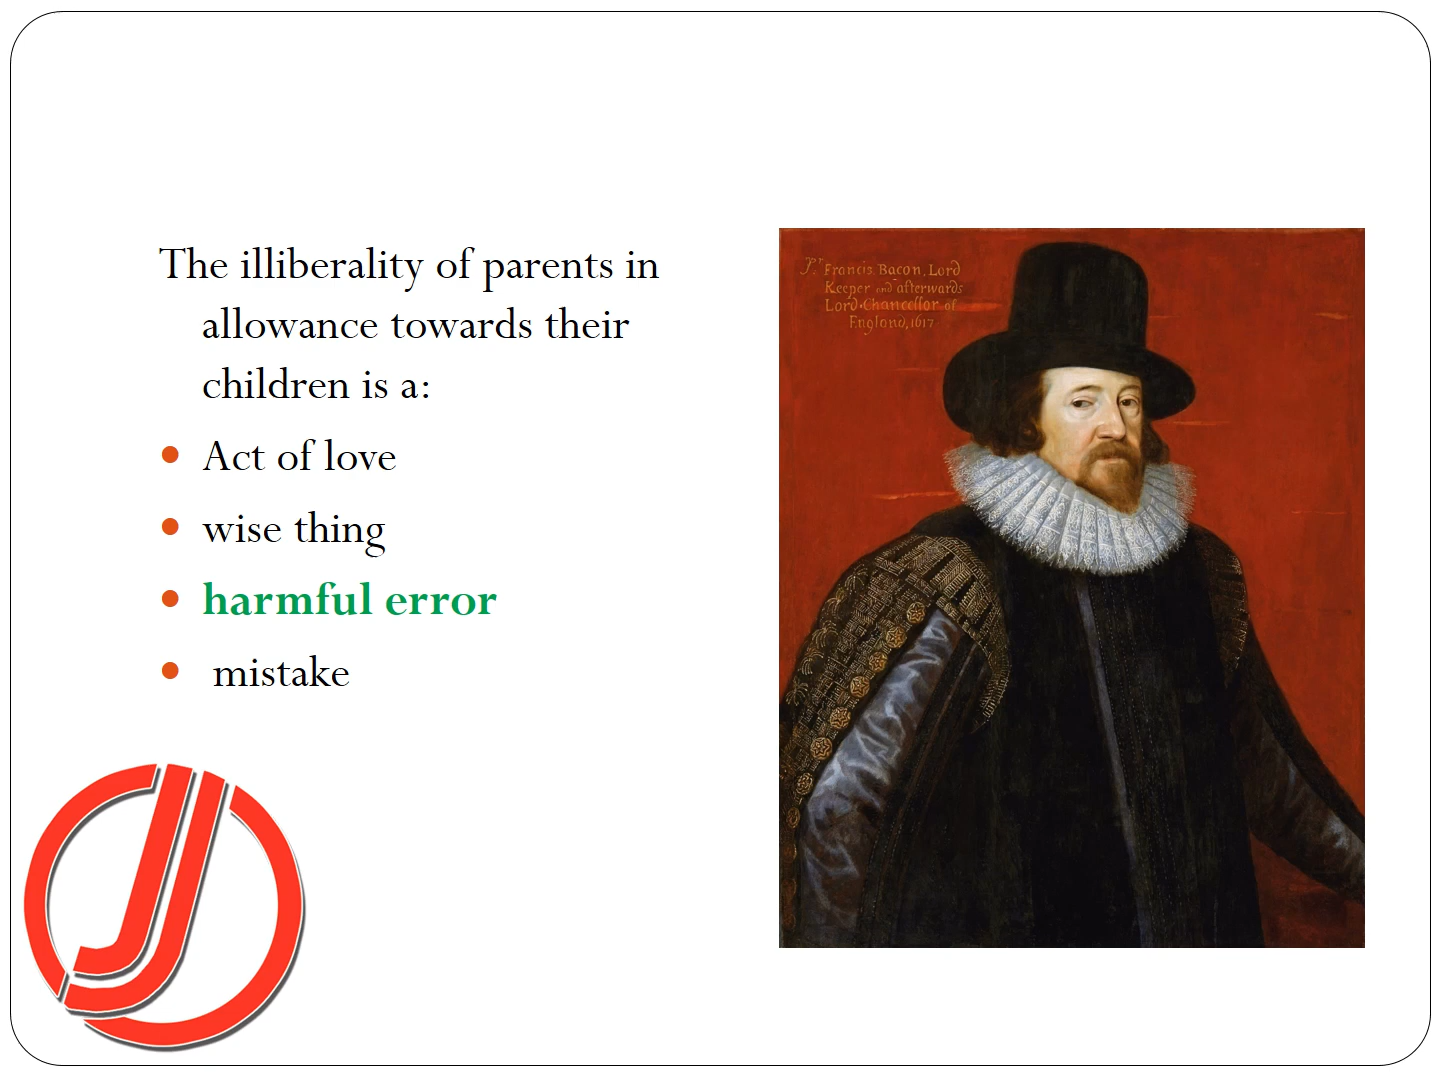 The illiberality of parents in
allowance towards their
children is a:
Act of love
wise thing
harmful error
mistake
Sr Francis Bacon, Lord
Keeper and afterwards
Lord Chancellor of
England, 1617